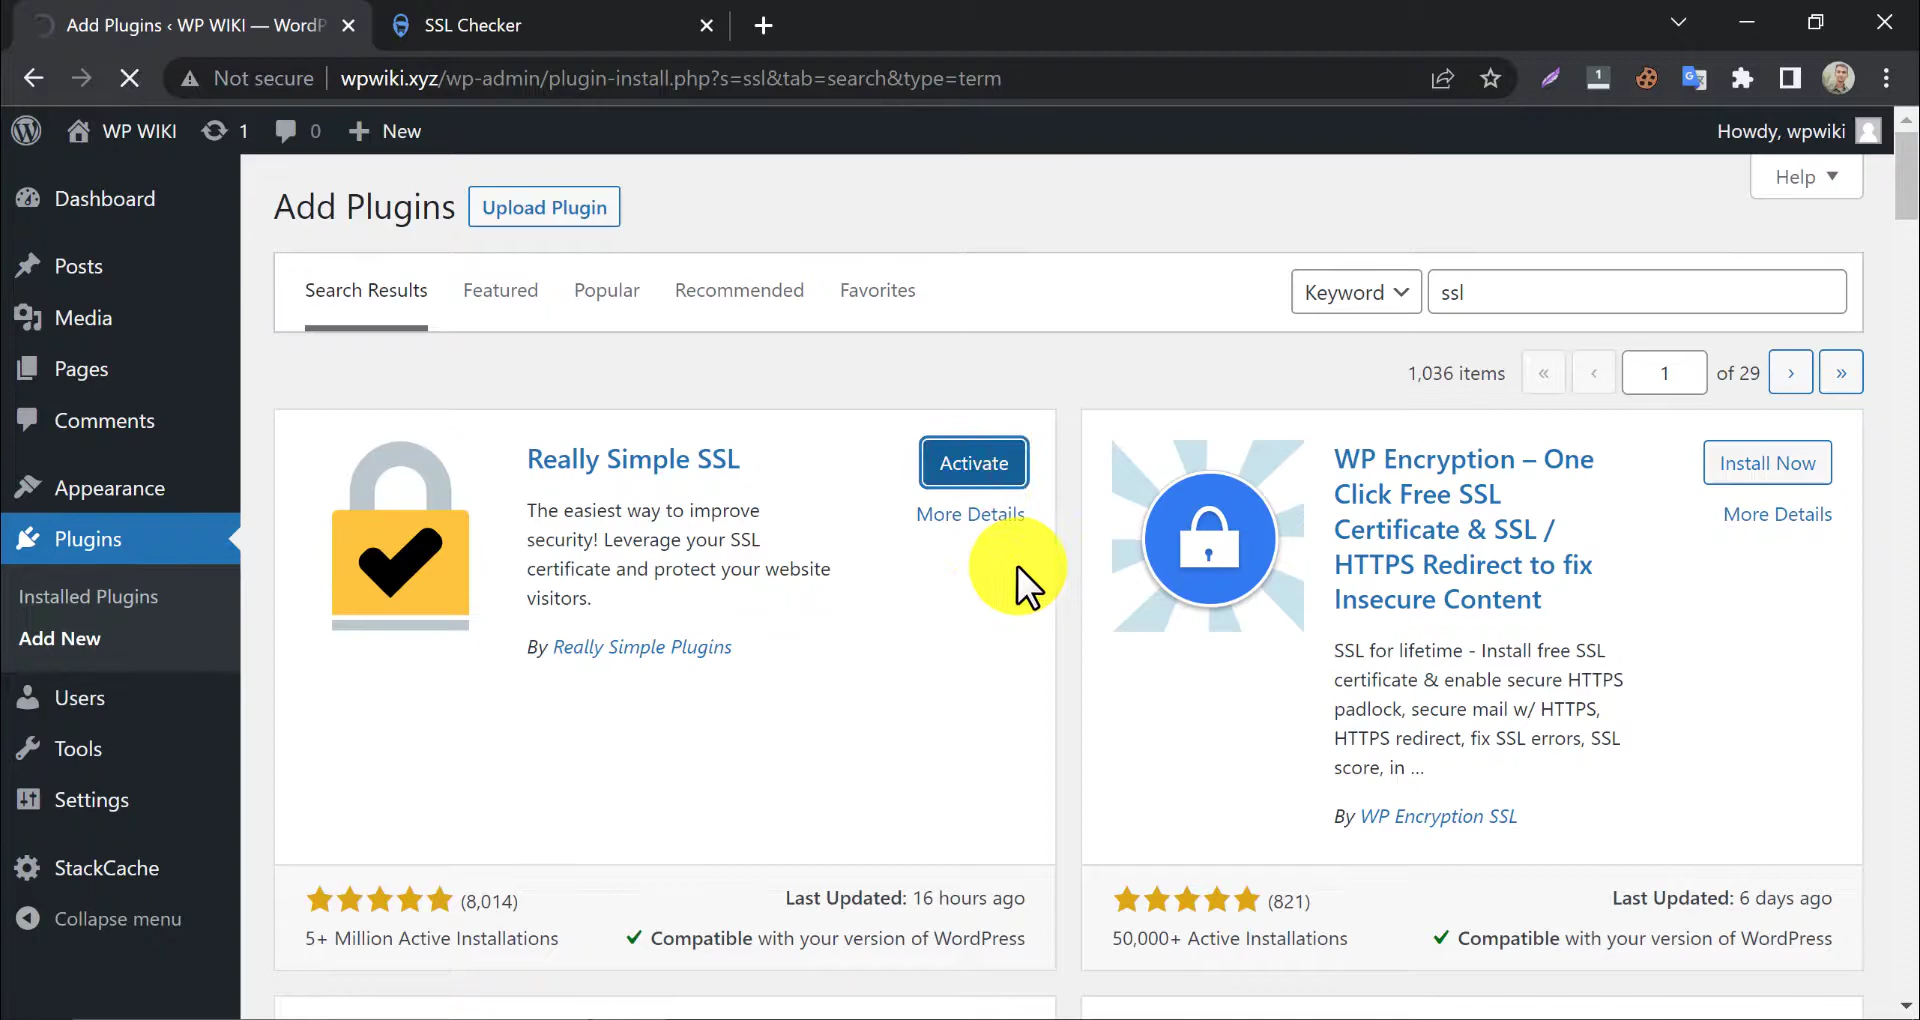 Add Plugins ‹ WP WIKI — WordP
SSL Checker
Not secure
wpwiki.xyz/wp-admin/plugin-install.php?s=ssl&tab=search&type=term
1
WP WIKI
1
0
New
Howdy, wpwiki
Dashboard
Posts
Media
Pages
Comments
Appearance
Plugins
Installed Plugins
Add New
Users
Tools
Settings
StackCache
Collapse menu
Help
Add Plugins
Upload Plugin
Search Results
Featured
Popular
Recommended
Favorites
Keyword
ssl
1,036 items
«
‹
1
of 29
›
»
Really Simple SSL
Activate
More Details
The easiest way to improve
security! Leverage your SSL
certificate and protect your website
visitors.
By Really Simple Plugins
(8,014)
Last Updated: 16 hours ago
5+ Million Active Installations
Compatible with your version of WordPress
WP Encryption – One
Click Free SSL
Certificate & SSL /
HTTPS Redirect to fix
Insecure Content
Install Now
More Details
SSL for lifetime - Install free SSL
certificate & enable secure HTTPS
padlock, secure mail w/ HTTPS,
HTTPS redirect, fix SSL errors, SSL
score, in ...
By WP Encryption SSL
(821)
Last Updated: 6 days ago
50,000+ Active Installations
Compatible with your version of WordPress